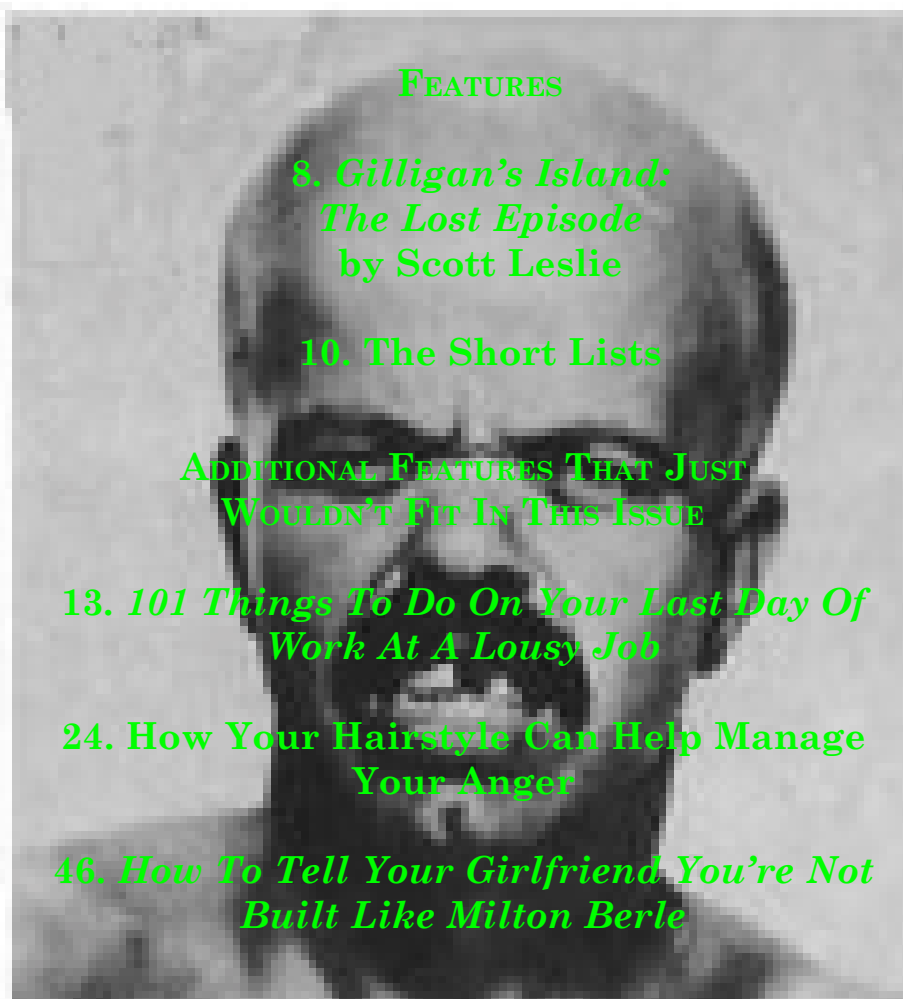 FEATURES
8. Gilligan’s Island:
The Lost Episode
by Scott Leslie
10. The Short Lists
ADDITIONAL FEATURES THAT JUST
WOULDN’T FIT IN THIS ISSUE
13. 101 Things To Do On Your Last Day Of
Work At A Lousy Job
24. How Your Hairstyle Can Help Manage
Your Anger
46. How To Tell Your Girlfriend You're Not
Built Like Milton Berle